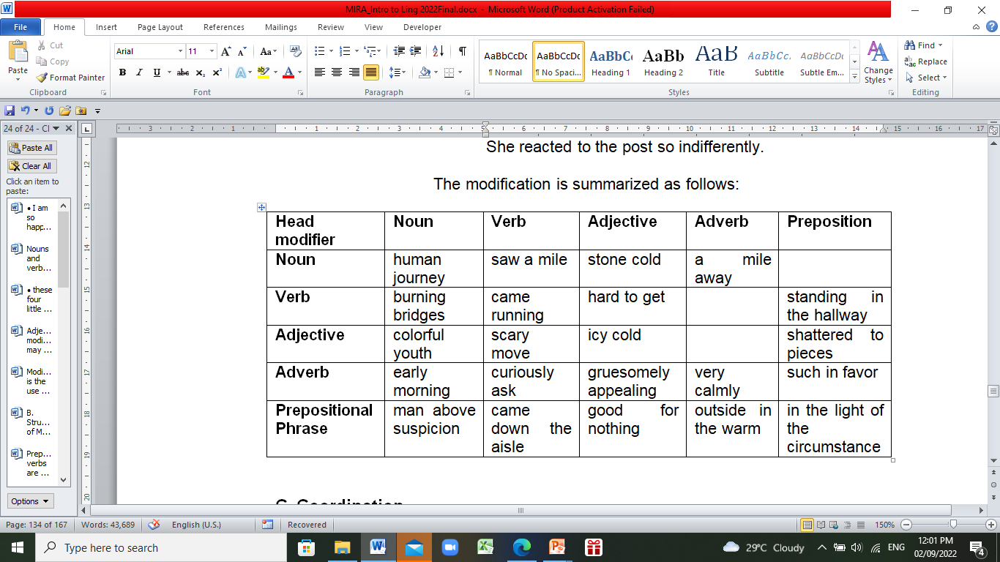 MIRA_Intro to Ling 2022Final.docx - Microsoft Word (Product Activation Failed)
File Home Insert Page Layout References Mailings Review View Developer
Cut
Copy
Format Painter
Paste
Arial 11
AaBbCcDc AaBbCcDc AaBbCc AaBb AaB AaBbCc. AaBbCcDc
¶ Normal ¶ No Spaci... Heading 1 Heading 2 Title Subtitle Subtle Em...
Change
Styles
Find
Replace
Select
Clipboard Font Paragraph Styles Editing
24 of 24 - Cl
Paste All
Clear All
Click an item to
paste:
• I am
so
happ...
Nouns
and
verb...
• these
four
little ...
Adje...
modi...
may ...
Modi...
is the
use ...
B.
Stru...
of M...
Prep...
verbs
are ...
Options
She reacted to the post so indifferently.
The modification is summarized as follows:
Head modifier Noun Verb Adjective Adverb Preposition
Noun human journey saw a mile stone cold a mile away
Verb burning bridges came running hard to get standing in the hallway
Adjective colorful youth scary move icy cold shattered to pieces
Adverb early morning curiously ask gruesomely appealing very calmly such in favor
Prepositional Phrase man above suspicion came down the aisle good for nothing outside in the warm in the light of the circumstance
C. Coordination
Page: 134 of 167 Words: 43,689 English (U.S.) Recovered 150%
Type here to search
29°C Cloudy ENG
12:01 PM
02/09/2022
4